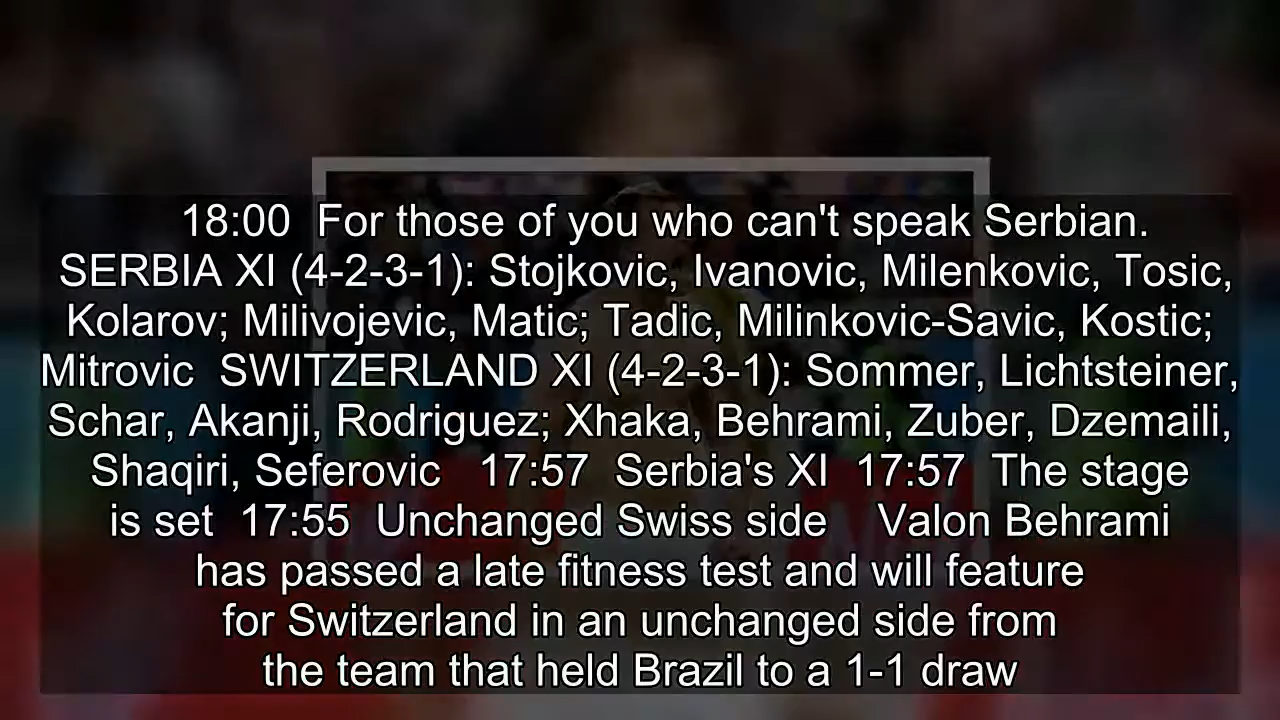 18:00 For those of you who can't speak Serbian.
SERBIA XI (4-2-3-1): Stojkovic, Ivanovic, Milenkovic, Tosic,
Kolarov; Milivojevic, Matic; Tadic, Milinkovic-Savic, Kostic;
Mitrovic SWITZERLAND XI (4-2-3-1): Sommer, Lichtsteiner,
Schar, Akanji, Rodriguez; Xhaka, Behrami, Zuber, Dzemaili,
Shaqiri, Seferovic 17:57 Serbia's XI 17:57 The stage
is set 17:55 Unchanged Swiss side Valon Behrami
has passed a late fitness test and will feature
for Switzerland in an unchanged side from
the team that held Brazil to a 1-1 draw